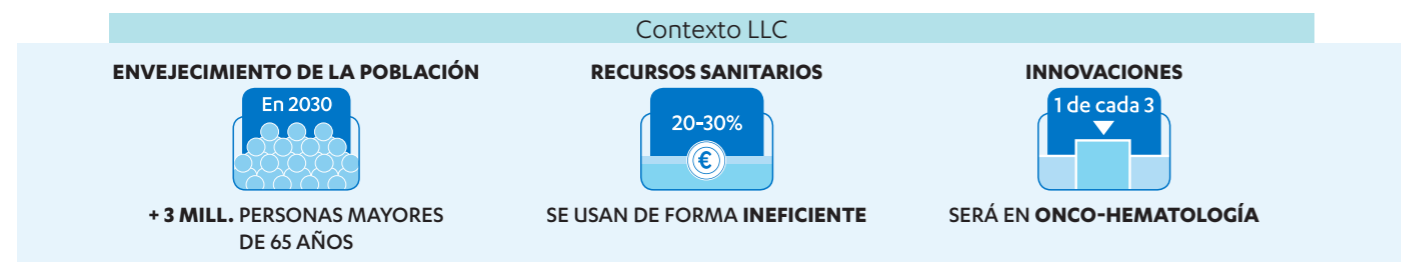 Contexto LLC
ENVEJECIMIENTO DE LA POBLACIÓN
En 2030
+ 3 MILL. PERSONAS MAYORES
DE 65 AÑOS
RECURSOS SANITARIOS
20-30%
€
SE USAN DE FORMA INEFICIENTE
INNOVACIONES
1 de cada 3
SERÁ EN ONCO-HEMATOLOGÍA